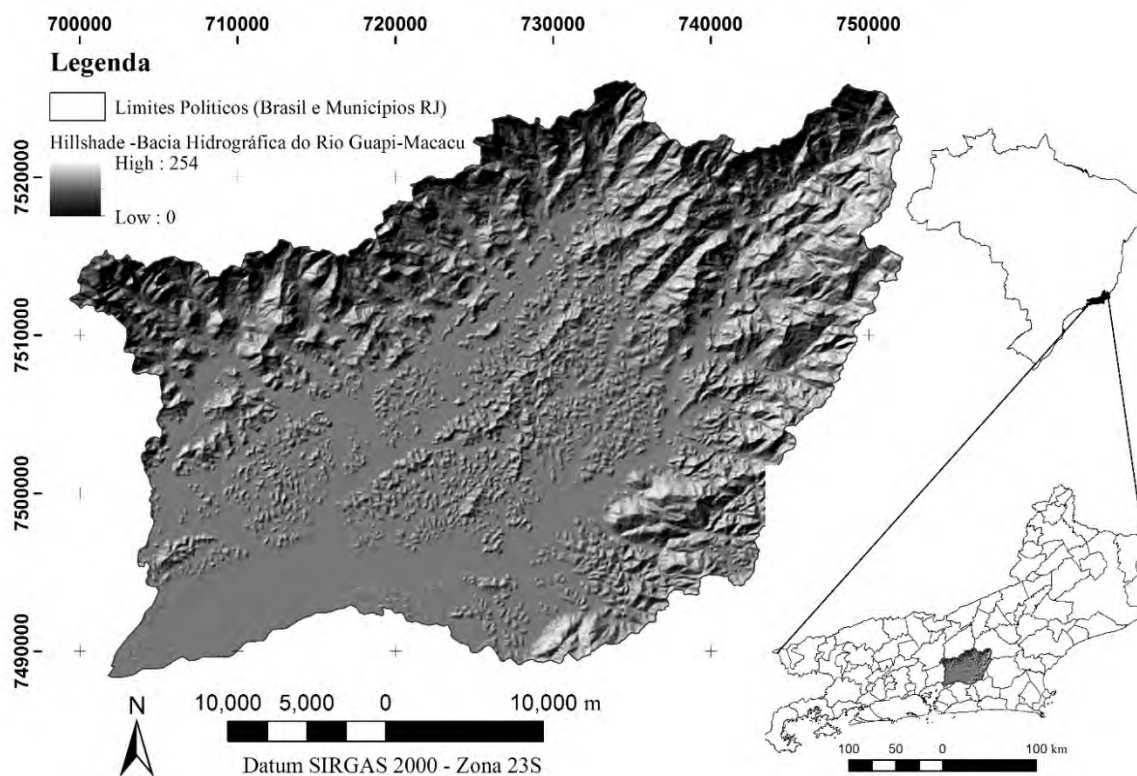 700000 710000 720000 730000 740000 750000
Legenda
Limites Políticos (Brasil e Municípios RJ)
Hillshade -Bacia Hidrográfica do Rio Guapi-Macacu
High : 254
Low : 0
7520000
7510000
7500000
7490000
N
10,000 5,000 0 10,000 m
Datum SIRGAS 2000 - Zona 23S
100 50 0 100 km